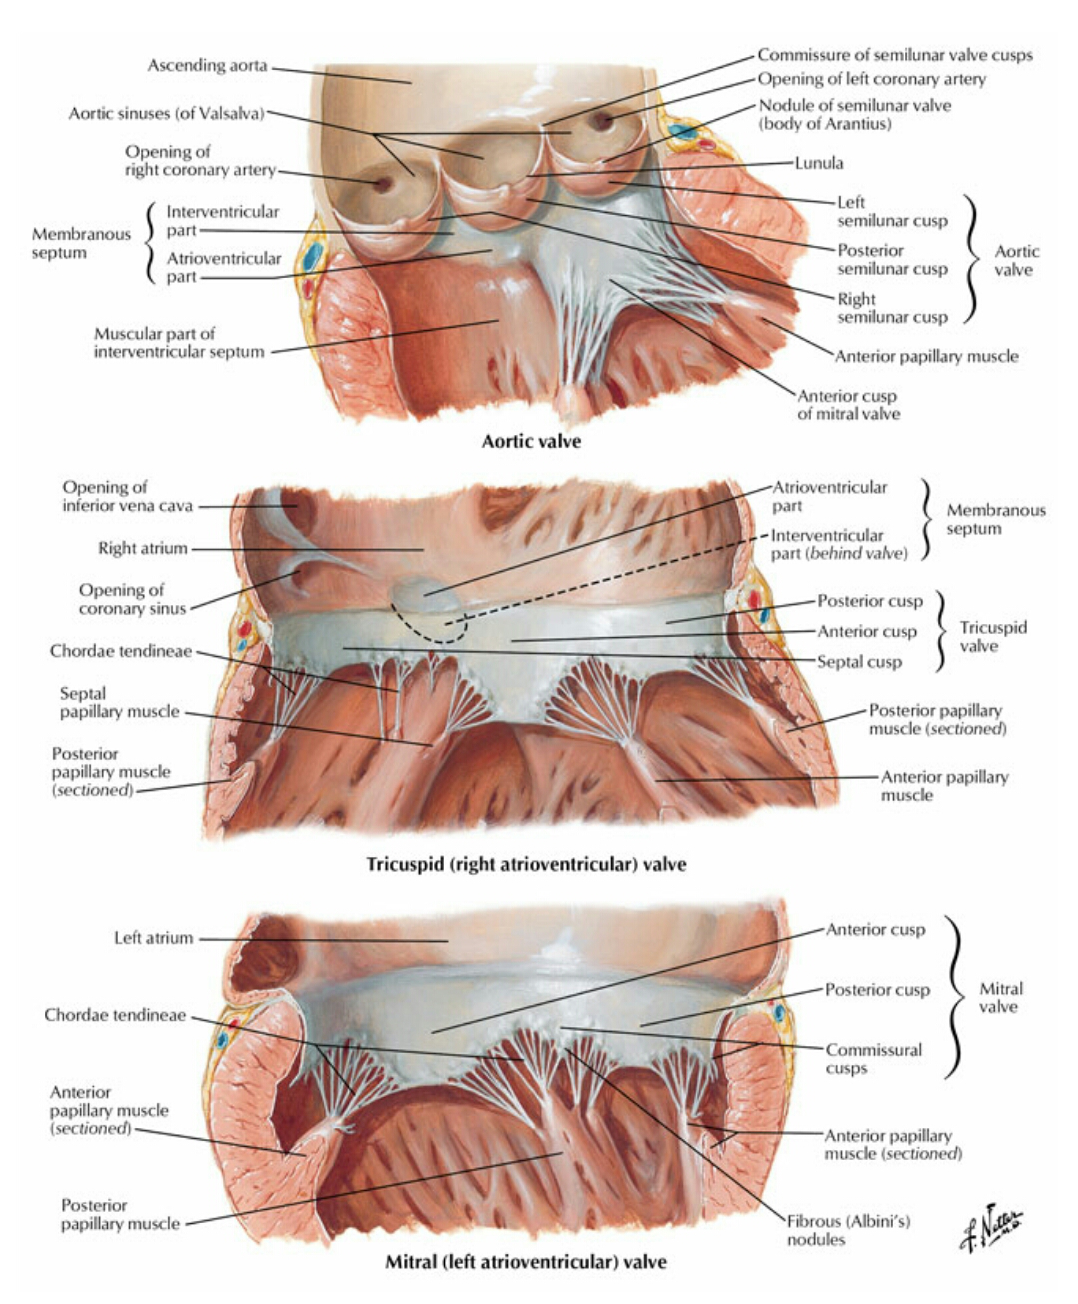 Ascending aorta
Aortic sinuses (of Valsalva)
Opening of
right coronary artery
Membranous
septum
Interventricular
part
Atrioventricular
part
Muscular part of
interventricular septum
Commissure of semilunar valve cusps
Opening of left coronary artery
Nodule of semilunar valve
(body of Arantius)
Lunula
Left
semilunar cusp
Posterior
semilunar cusp
Right
semilunar cusp
Aortic
valve
Anterior papillary muscle
Anterior cusp
of mitral valve
Aortic valve
Opening of
inferior vena cava
Right atrium
Opening of
coronary sinus
Chordae tendineae
Septal
papillary muscle
Posterior
papillary muscle
(sectioned)
Atrioventricular
part
Interventricular
part (behind valve)
Membranous
septum
Posterior cusp
Anterior cusp
Septal cusp
Tricuspid
valve
Posterior papillary
muscle (sectioned)
Anterior papillary
muscle
Tricuspid (right atrioventricular) valve
Left atrium
Chordae tendineae
Anterior
papillary muscle
(sectioned)
Posterior
papillary muscle
Anterior cusp
Posterior cusp
Commissural
cusps
Mitral
valve
Anterior papillary
muscle (sectioned)
Fibrous (Albini's)
nodules
Mitral (left atrioventricular) valve
F. Netter
M.D.